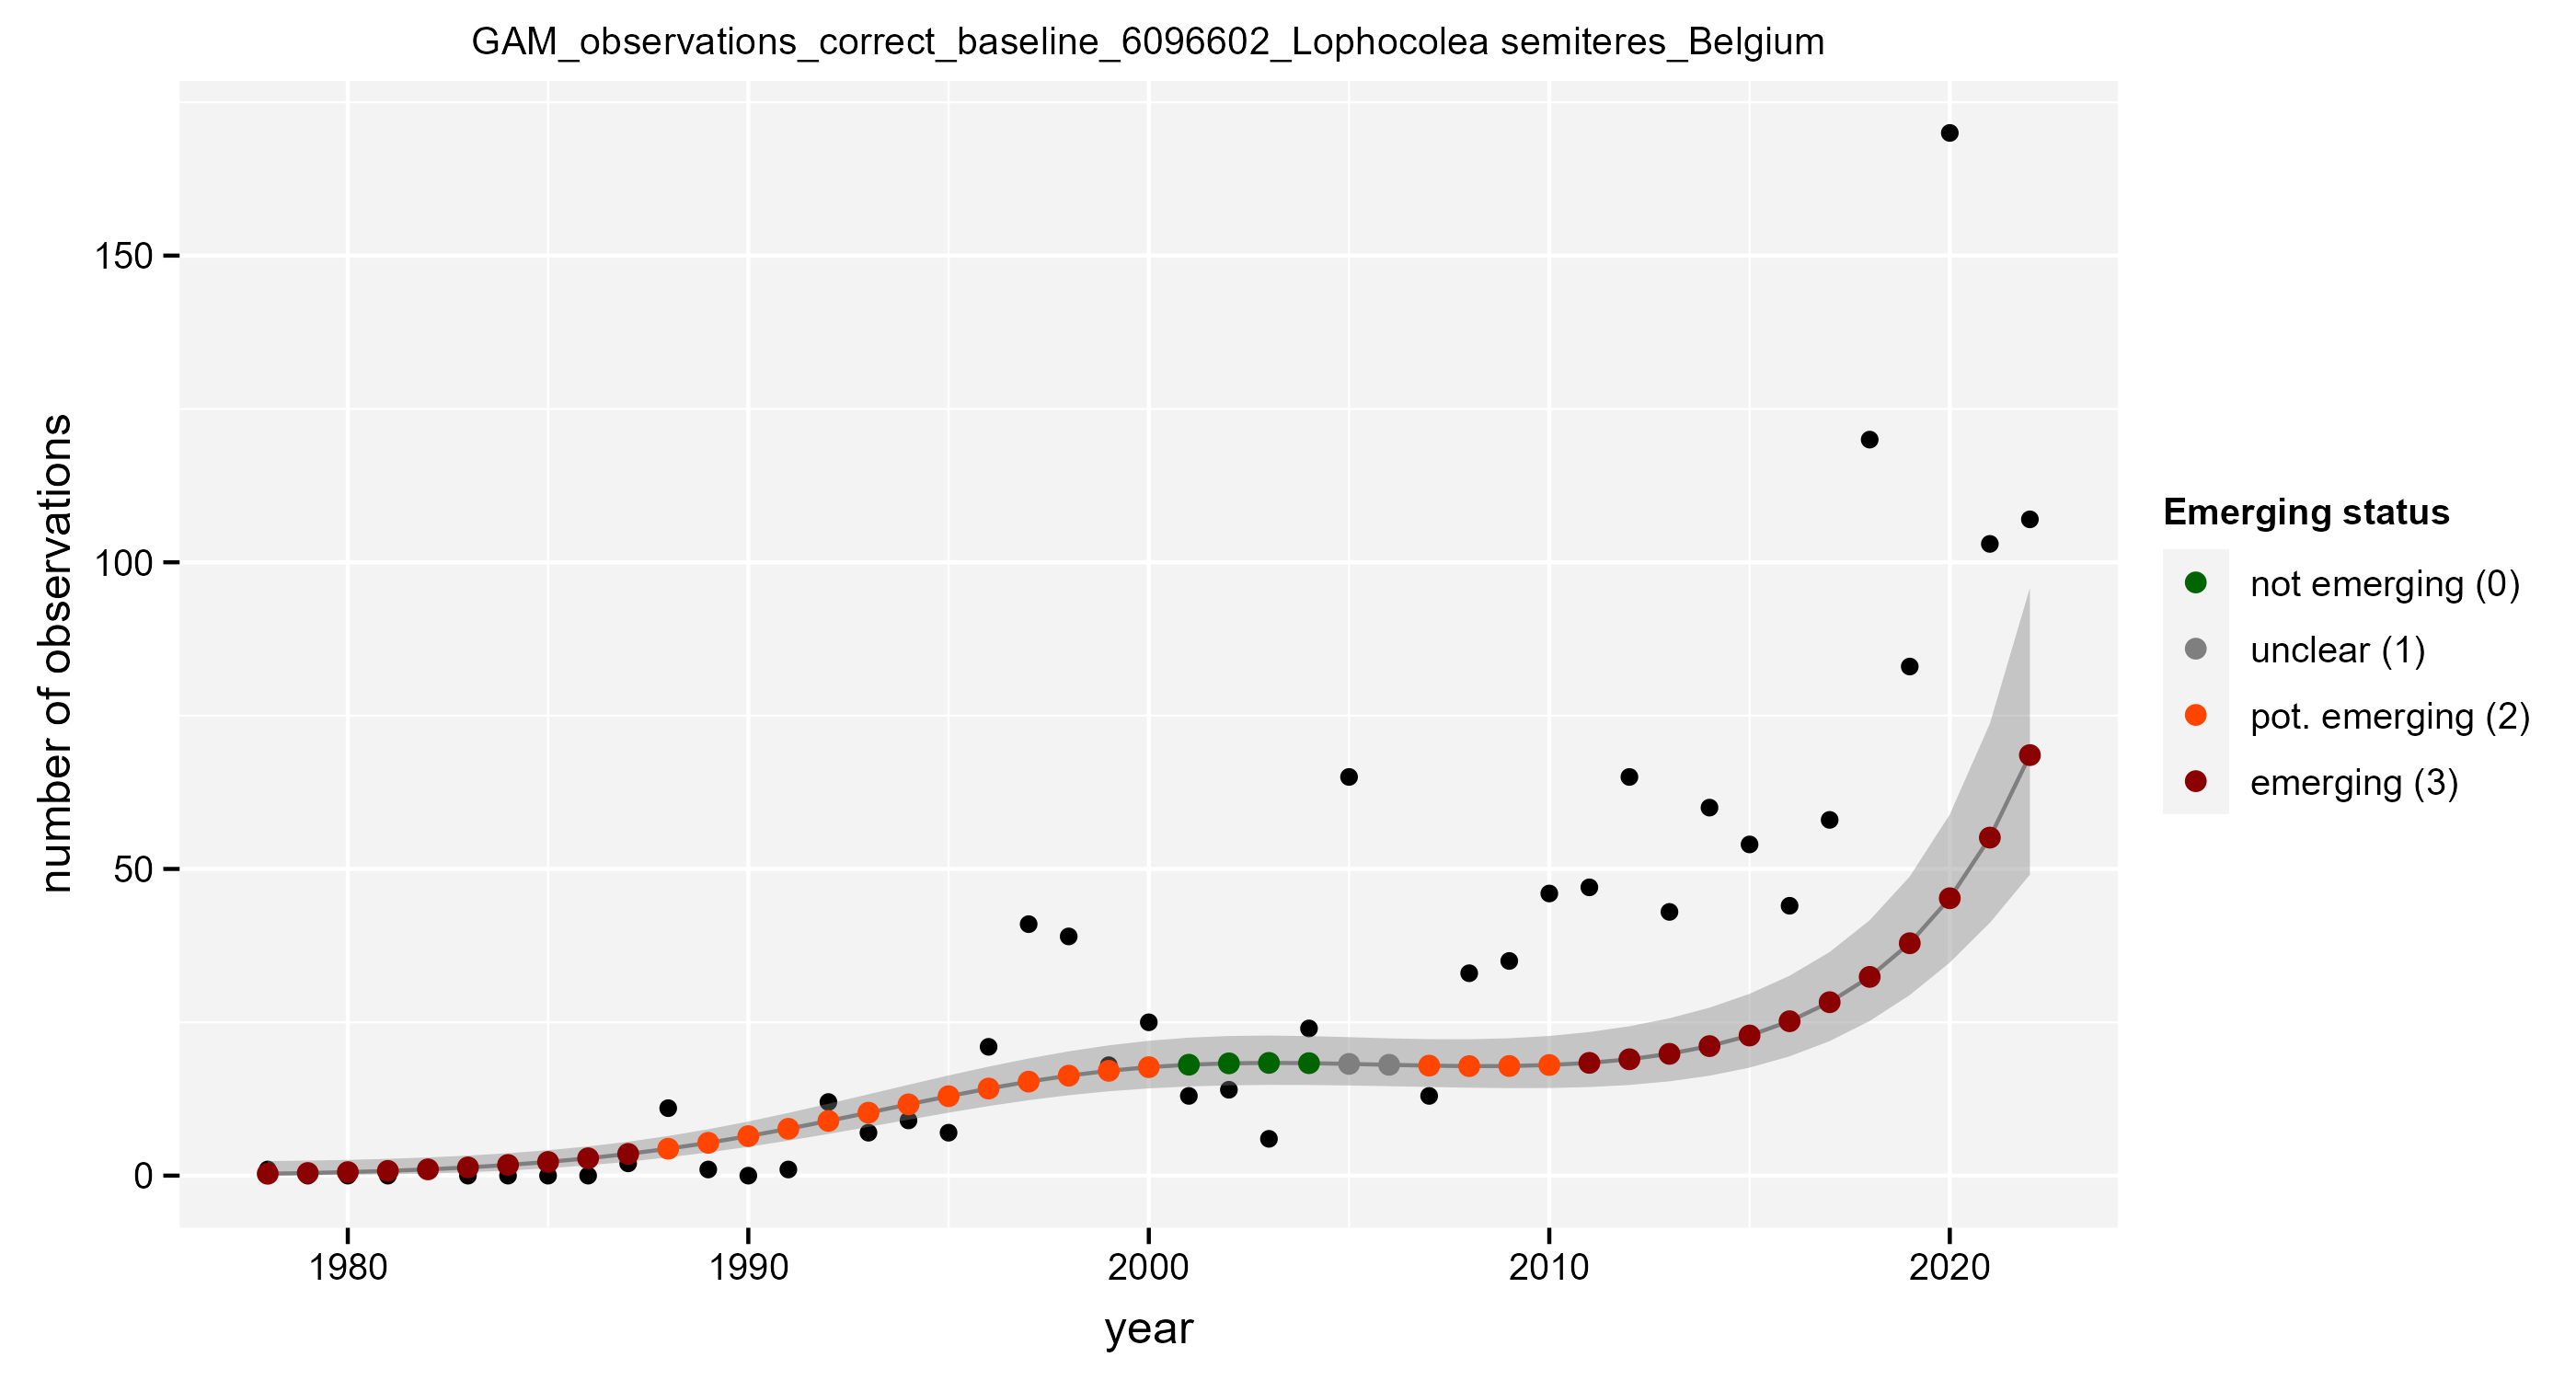 GAM_observations_correct_baseline_6096602_Lophocolea semiteres_Belgium
number of observations
150
100
50
0
1980 1990 2000 2010 2020
year
Emerging status
not emerging (0)
unclear (1)
pot. emerging (2)
emerging (3)